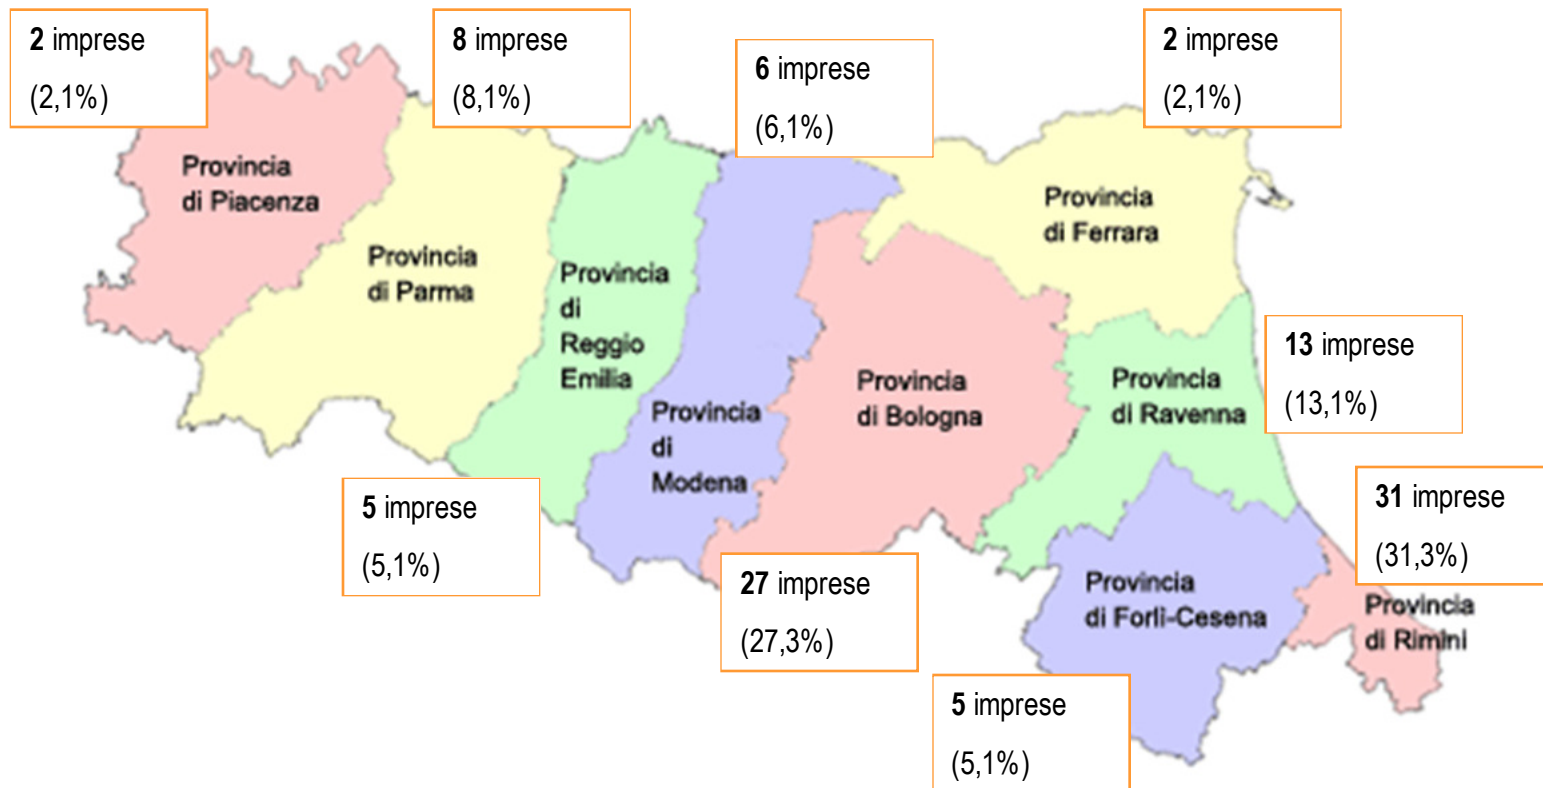 2 imprese
(2,1%)
8 imprese
(8,1%)
6 imprese
(6,1%)
2 imprese
(2,1%)
Provincia
di Piacenza
Provincia
di Parma
Provincia
di
Reggio
Emilia
Provincia
di
Modena
Provincia
di Bologna
Provincia
di Ferrara
Provincia
di Ravenna
13 imprese
(13,1%)
5 imprese
(5,1%)
27 imprese
(27,3%)
Provincia
di Forlì-Cesena
31 imprese
(31,3%)
Provincia
di Rimini
5 imprese
(5,1%)